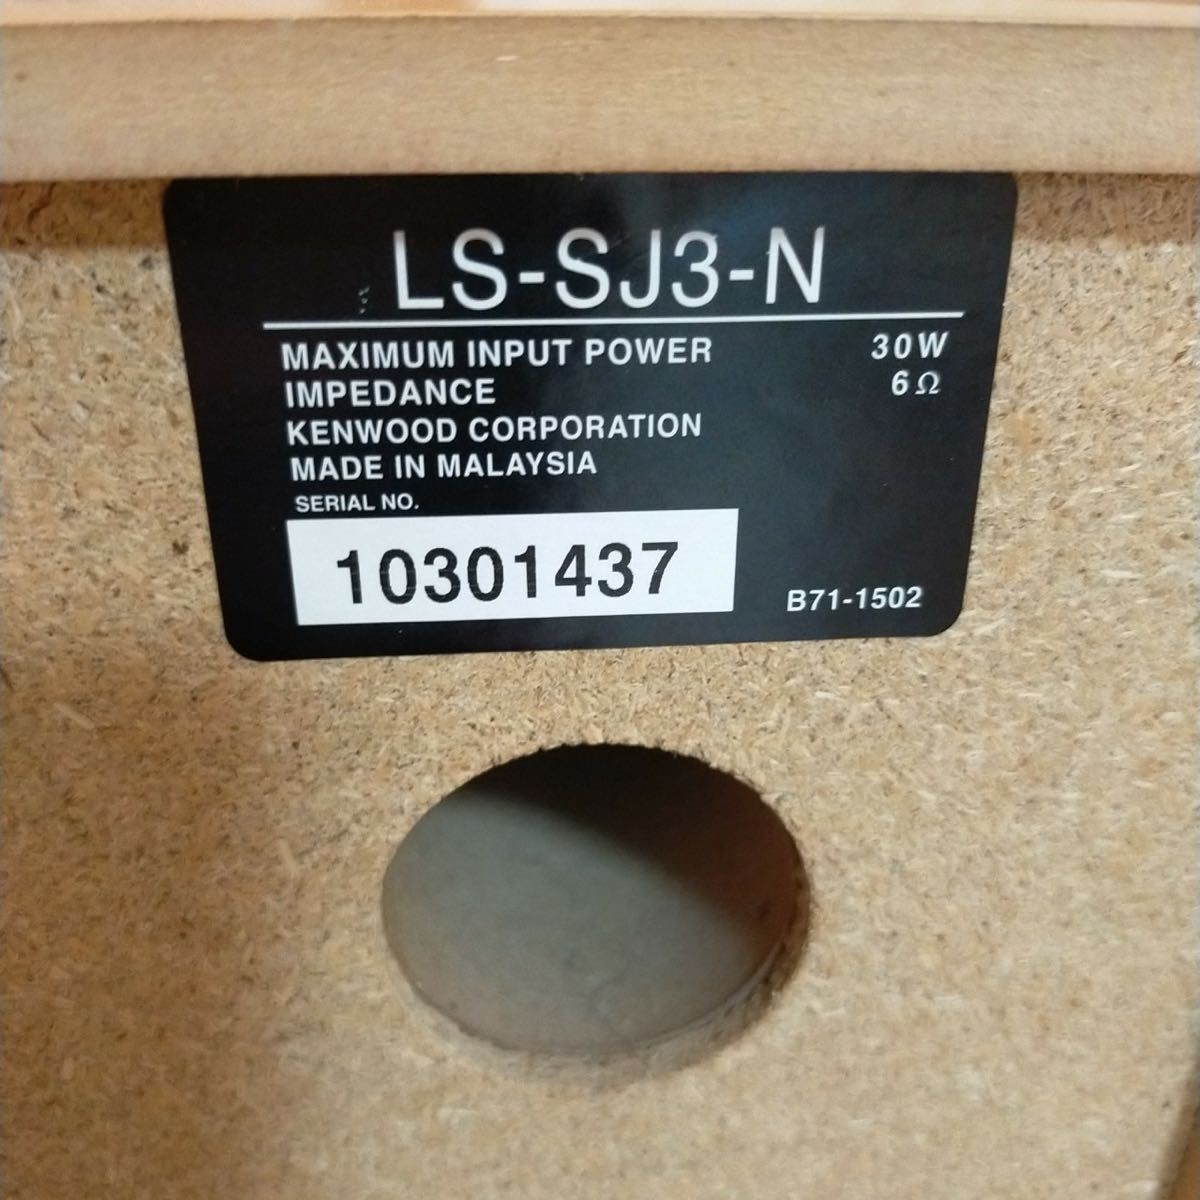 LS-SJ3-N
MAXIMUM INPUT POWER 30W
IMPEDANCE 6Ω
KENWOOD CORPORATION
MADE IN MALAYSIA
SERIAL NO.
10301437
B71-1502